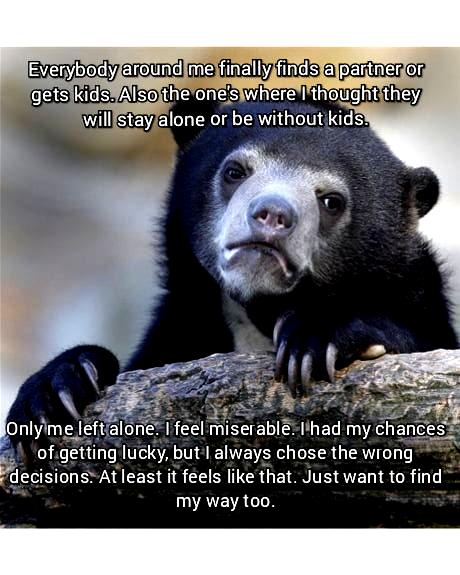 Everybody around me finally finds a partner or
gets kids. Also the one's where I thought they
will stay alone or be without kids.
Only me left alone. I feel miserable. I had my chances
of getting lucky, but I always chose the wrong
decisions. At least it feels like that. Just want to find
my way too.